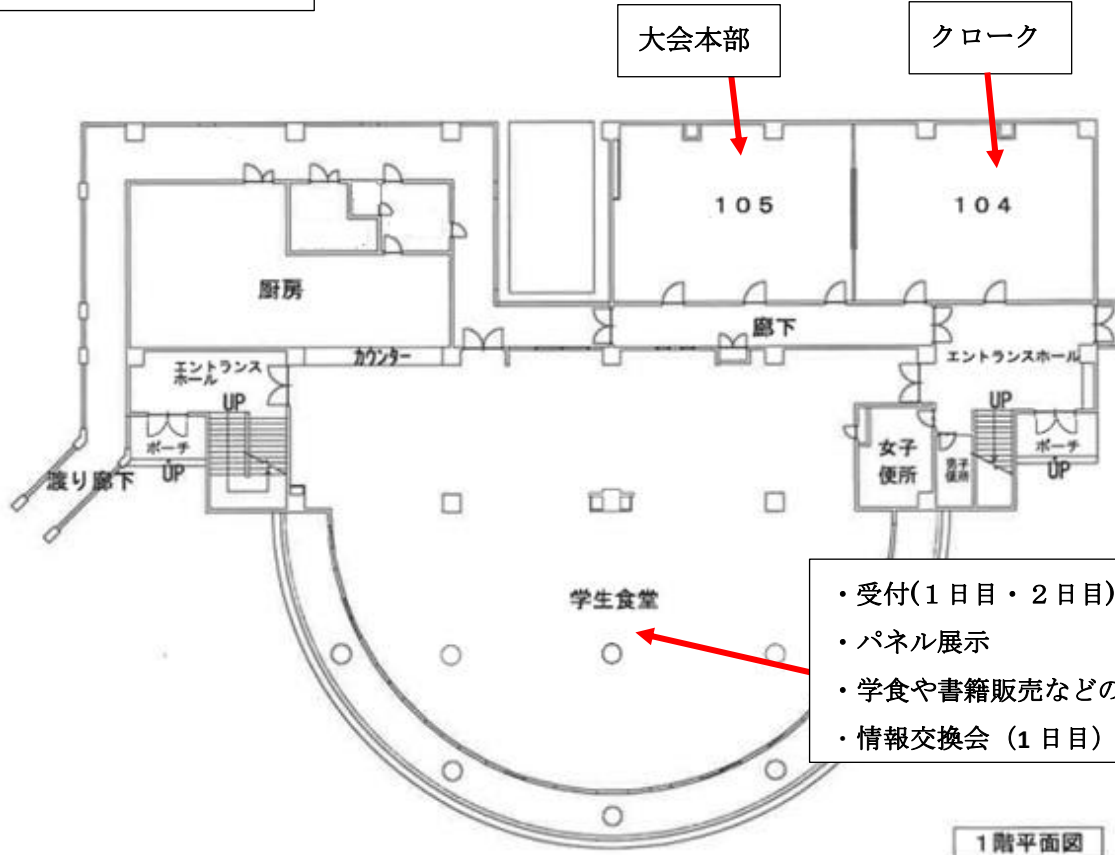 大会本部
クローク
105
104
厨房
廊下
カウンター
エントランス
ホール
エントランスホール
UP
UP
ポーチ
UP
渡り廊下
女子
便所
男子
便所
ポーチ
UP
学生食堂
・受付(1日目・2日目)
・パネル展示
・学食や書籍販売などの
・情報交換会（1日目）
1階平面図